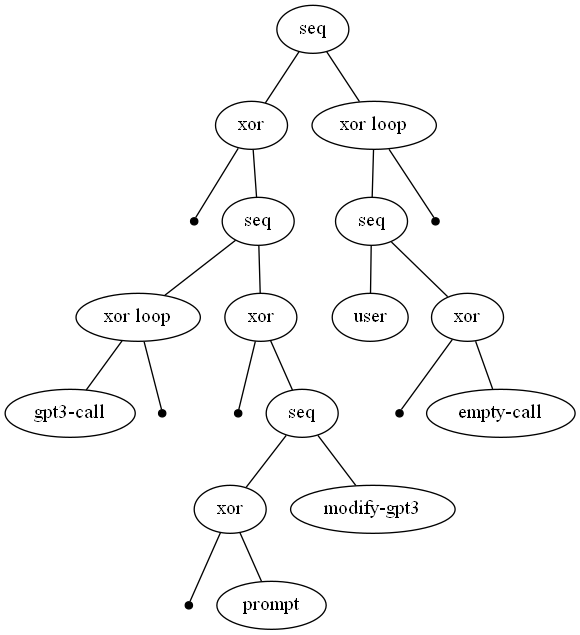 seq
xor
xor loop
seq
seq
xor loop
xor
user
xor
gpt3-call
seq
empty-call
xor
modify-gpt3
prompt